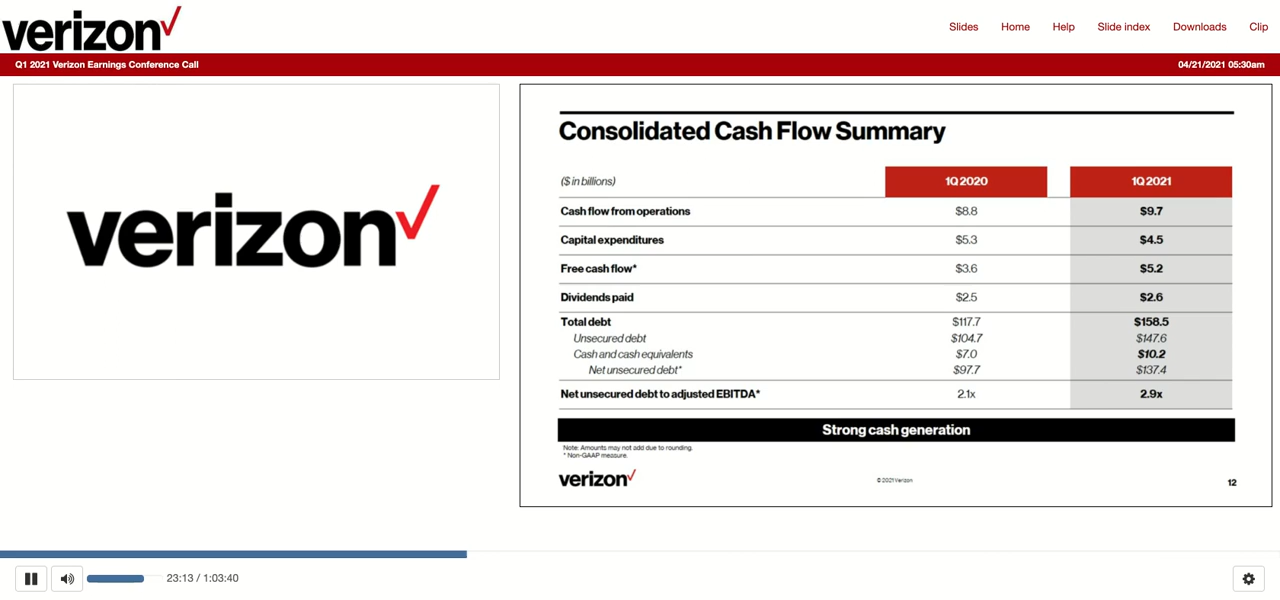 verizon
Slides Home Help Slide index Downloads Clip
Q1 2021 Verizon Earnings Conference Call 04/21/2021 05:30am
verizon
Consolidated Cash Flow Summary
($ in billions) 1Q 2020 1Q 2021
Cash flow from operations $8.8 $9.7
Capital expenditures $5.3 $4.5
Free cash flow* $3.6 $5.2
Dividends paid $2.5 $2.6
Total debt $117.7 $158.5
Unsecured debt $104.7 $147.6
Cash and cash equivalents $7.0 $10.2
Net unsecured debt* $97.7 $137.4
Net unsecured debt to adjusted EBITDA* 2.1x 2.9x
Strong cash generation
Note: Amounts may not add due to rounding.
* Non-GAAP measure.
verizon © 2021 Verizon 12
23:13 / 1:03:40